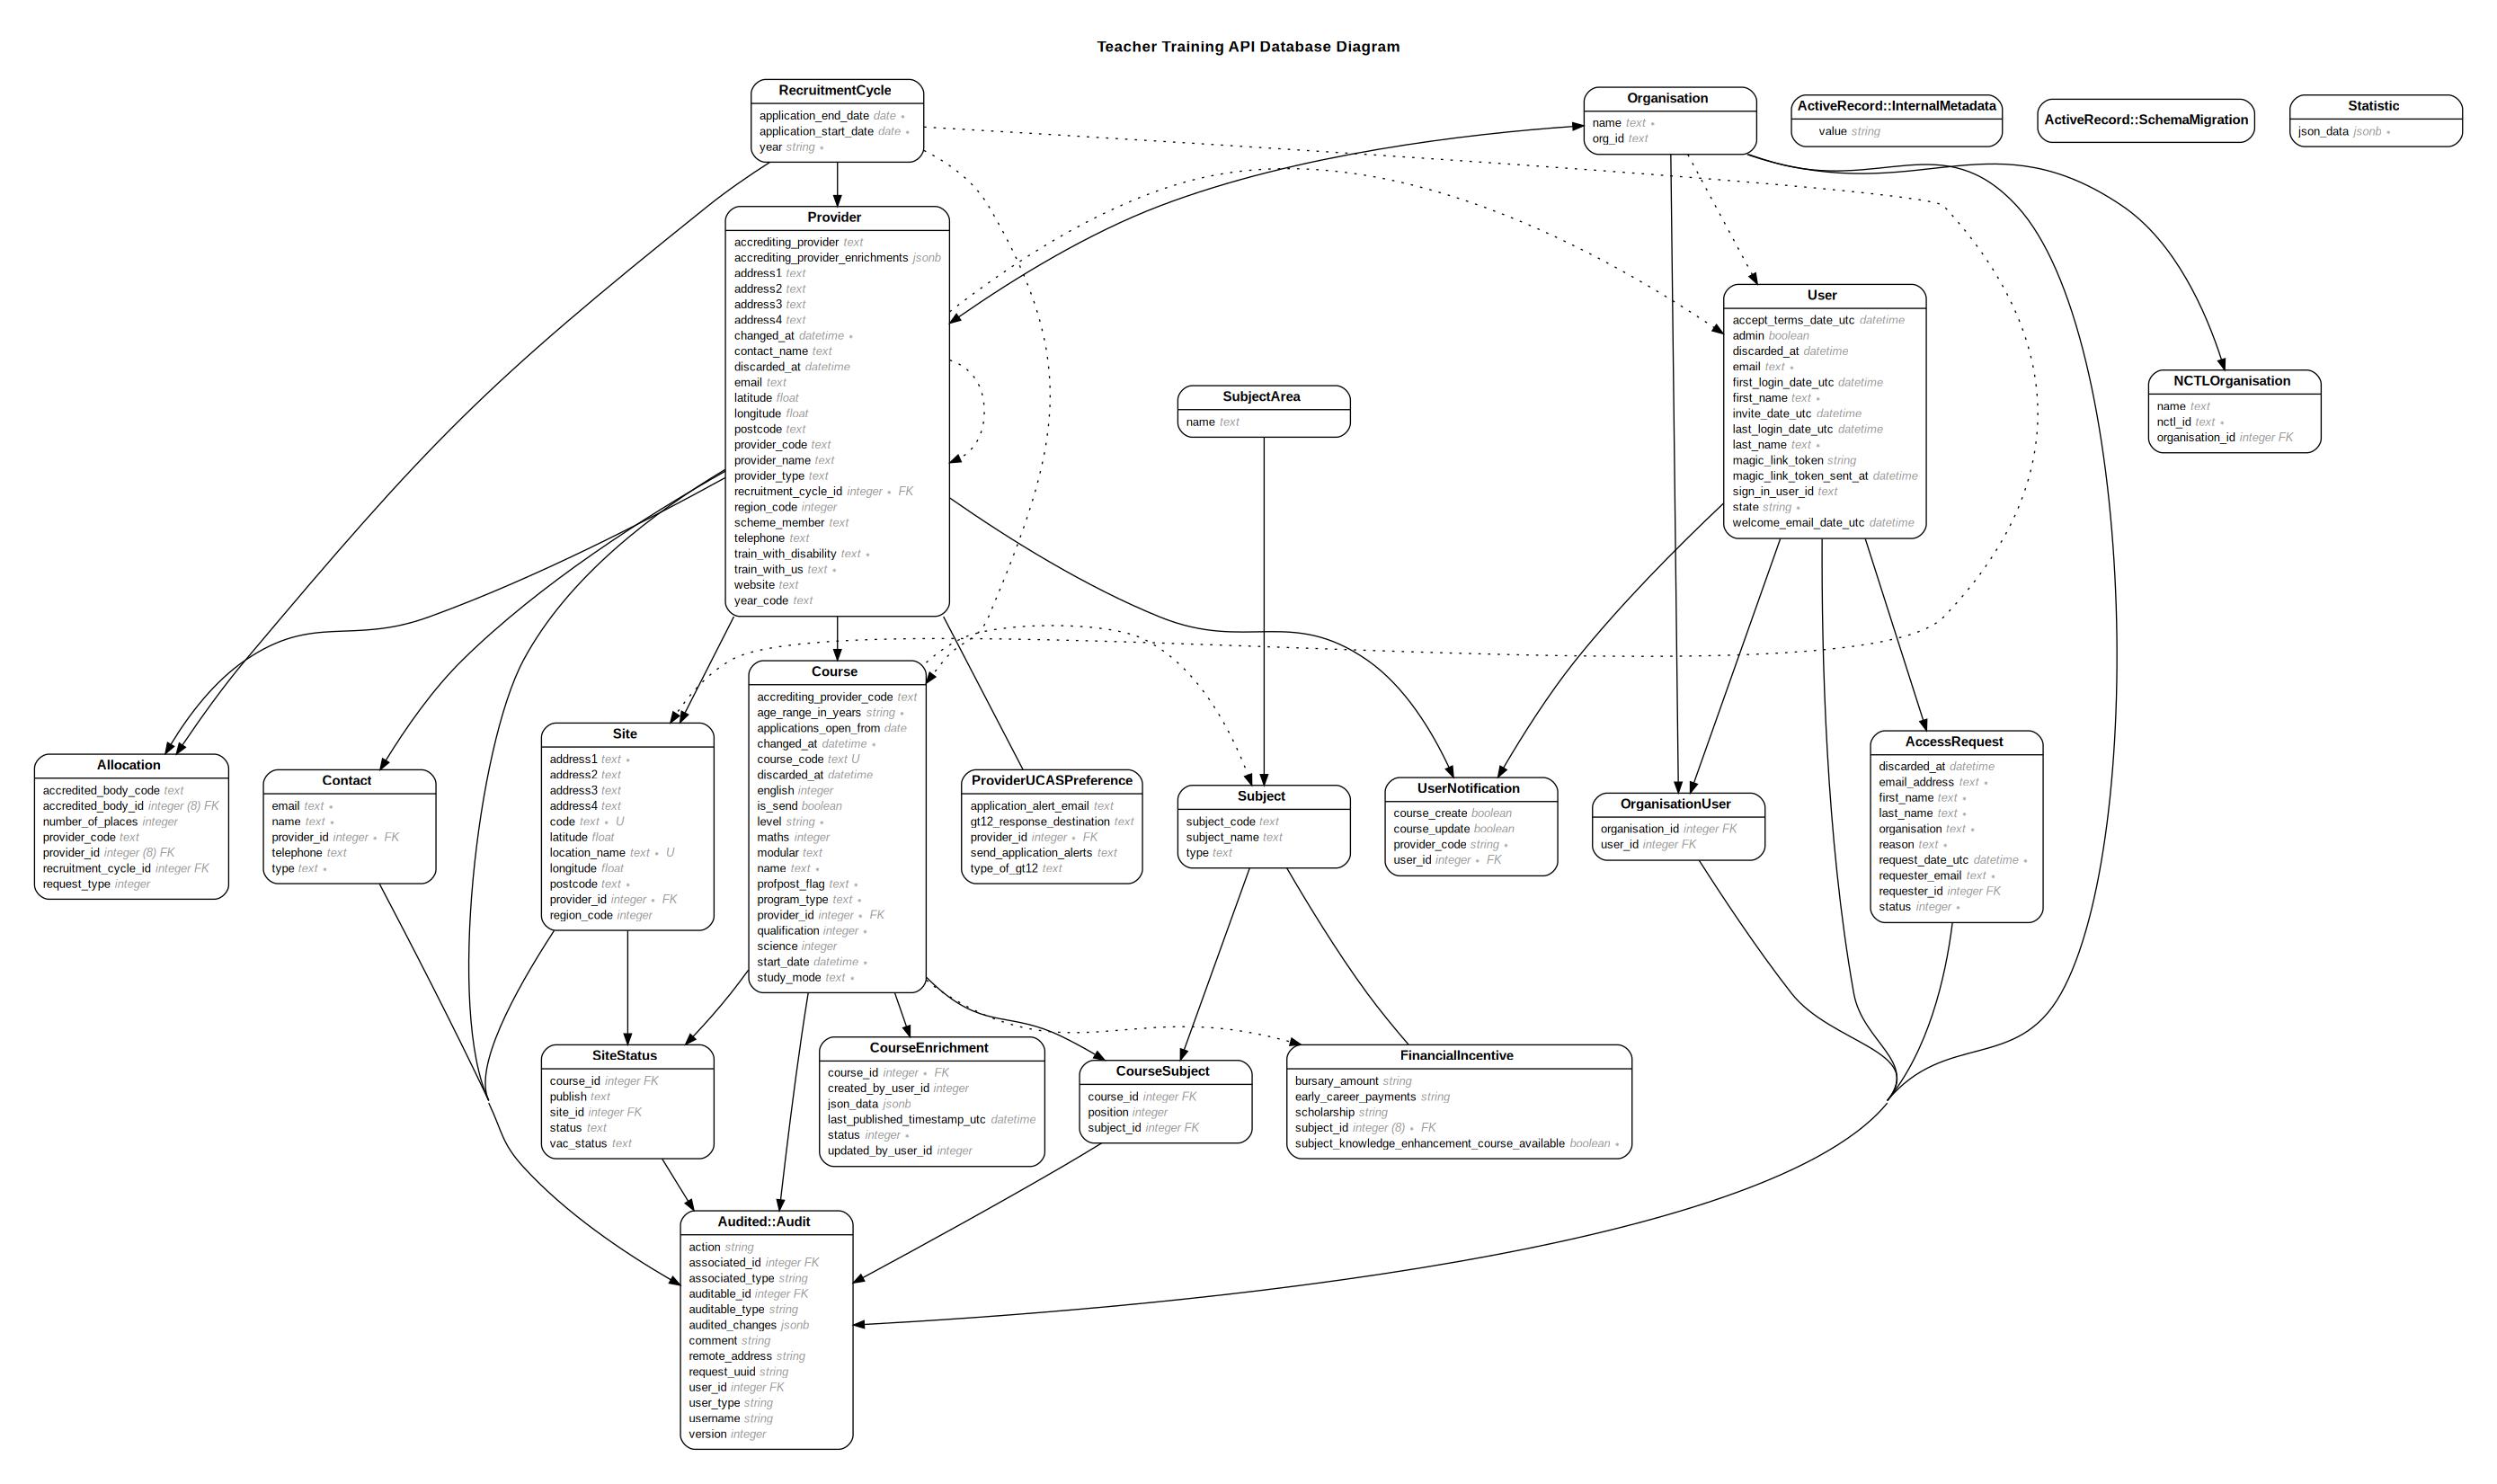 Teacher Training API Database Diagram
RecruitmentCycle
application_end_date date ∗
application_start_date date ∗
year string ∗
Organisation
name text ∗
org_id text
ActiveRecord::InternalMetadata
value string
ActiveRecord::SchemaMigration
Statistic
json_data jsonb ∗
Provider
accrediting_provider text
accrediting_provider_enrichments jsonb
address1 text
address2 text
address3 text
address4 text
changed_at datetime ∗
contact_name text
discarded_at datetime
email text
latitude float
longitude float
postcode text
provider_code text
provider_name text
provider_type text
recruitment_cycle_id integer ∗ FK
region_code integer
scheme_member text
telephone text
train_with_disability text ∗
train_with_us text ∗
website text
year_code text
User
accept_terms_date_utc datetime
admin boolean
discarded_at datetime
email text ∗
first_login_date_utc datetime
first_name text ∗
invite_date_utc datetime
last_login_date_utc datetime
last_name text ∗
magic_link_token string
magic_link_token_sent_at datetime
sign_in_user_id text
state string ∗
welcome_email_date_utc datetime
SubjectArea
name text
NCTLOrganisation
name text
nctl_id text ∗
organisation_id integer FK
Allocation
accredited_body_code text
accredited_body_id integer (8) FK
number_of_places integer
provider_code text
provider_id integer (8) FK
recruitment_cycle_id integer FK
request_type integer
Contact
email text ∗
name text ∗
provider_id integer ∗ FK
telephone text
type text ∗
Site
address1 text ∗
address2 text
address3 text
address4 text
code text ∗ U
latitude float
location_name text ∗ U
longitude float
postcode text ∗
provider_id integer ∗ FK
region_code integer
Course
accrediting_provider_code text
age_range_in_years string ∗
applications_open_from date
changed_at datetime ∗
course_code text U
discarded_at datetime
english integer
is_send boolean
level string ∗
maths integer
modular text
name text ∗
profpost_flag text ∗
program_type text ∗
provider_id integer ∗ FK
qualification integer ∗
science integer
start_date datetime ∗
study_mode text ∗
ProviderUCASPreference
application_alert_email text
gt12_response_destination text
provider_id integer ∗ FK
send_application_alerts text
type_of_gt12 text
Subject
subject_code text
subject_name text
type text
UserNotification
course_create boolean
course_update boolean
provider_code string ∗
user_id integer ∗ FK
OrganisationUser
organisation_id integer FK
user_id integer FK
AccessRequest
discarded_at datetime
email_address text ∗
first_name text ∗
last_name text ∗
organisation text ∗
reason text ∗
request_date_utc datetime ∗
requester_email text ∗
requester_id integer FK
status integer ∗
SiteStatus
course_id integer FK
publish text
site_id integer FK
status text
vac_status text
CourseEnrichment
course_id integer ∗ FK
created_by_user_id integer
json_data jsonb
last_published_timestamp_utc datetime
status integer ∗
updated_by_user_id integer
CourseSubject
course_id integer FK
position integer
subject_id integer FK
FinancialIncentive
bursary_amount string
early_career_payments string
scholarship string
subject_id integer (8) ∗ FK
subject_knowledge_enhancement_course_available boolean ∗
Audited::Audit
action string
associated_id integer FK
associated_type string
auditable_id integer FK
auditable_type string
audited_changes jsonb
comment string
remote_address string
request_uuid string
user_id integer FK
user_type string
username string
version integer